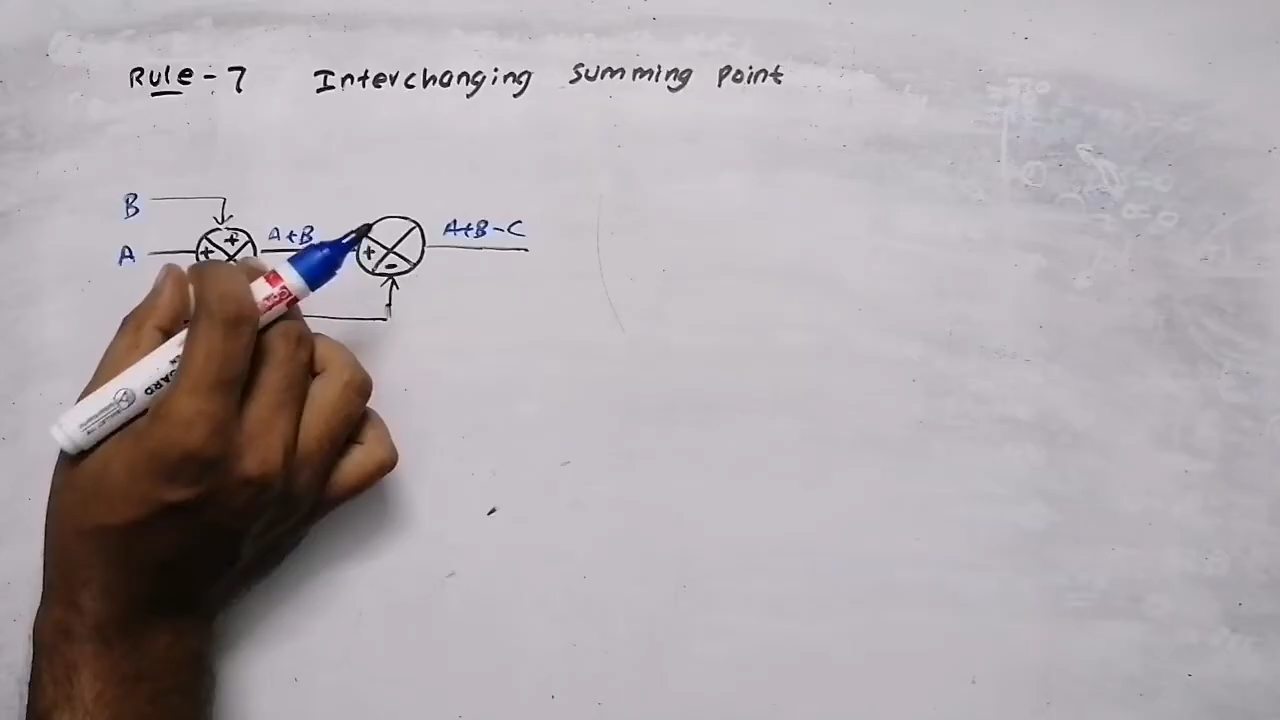 Rule-7 Interchanging Summing point
B
+
A + A+B + A+B-C
-